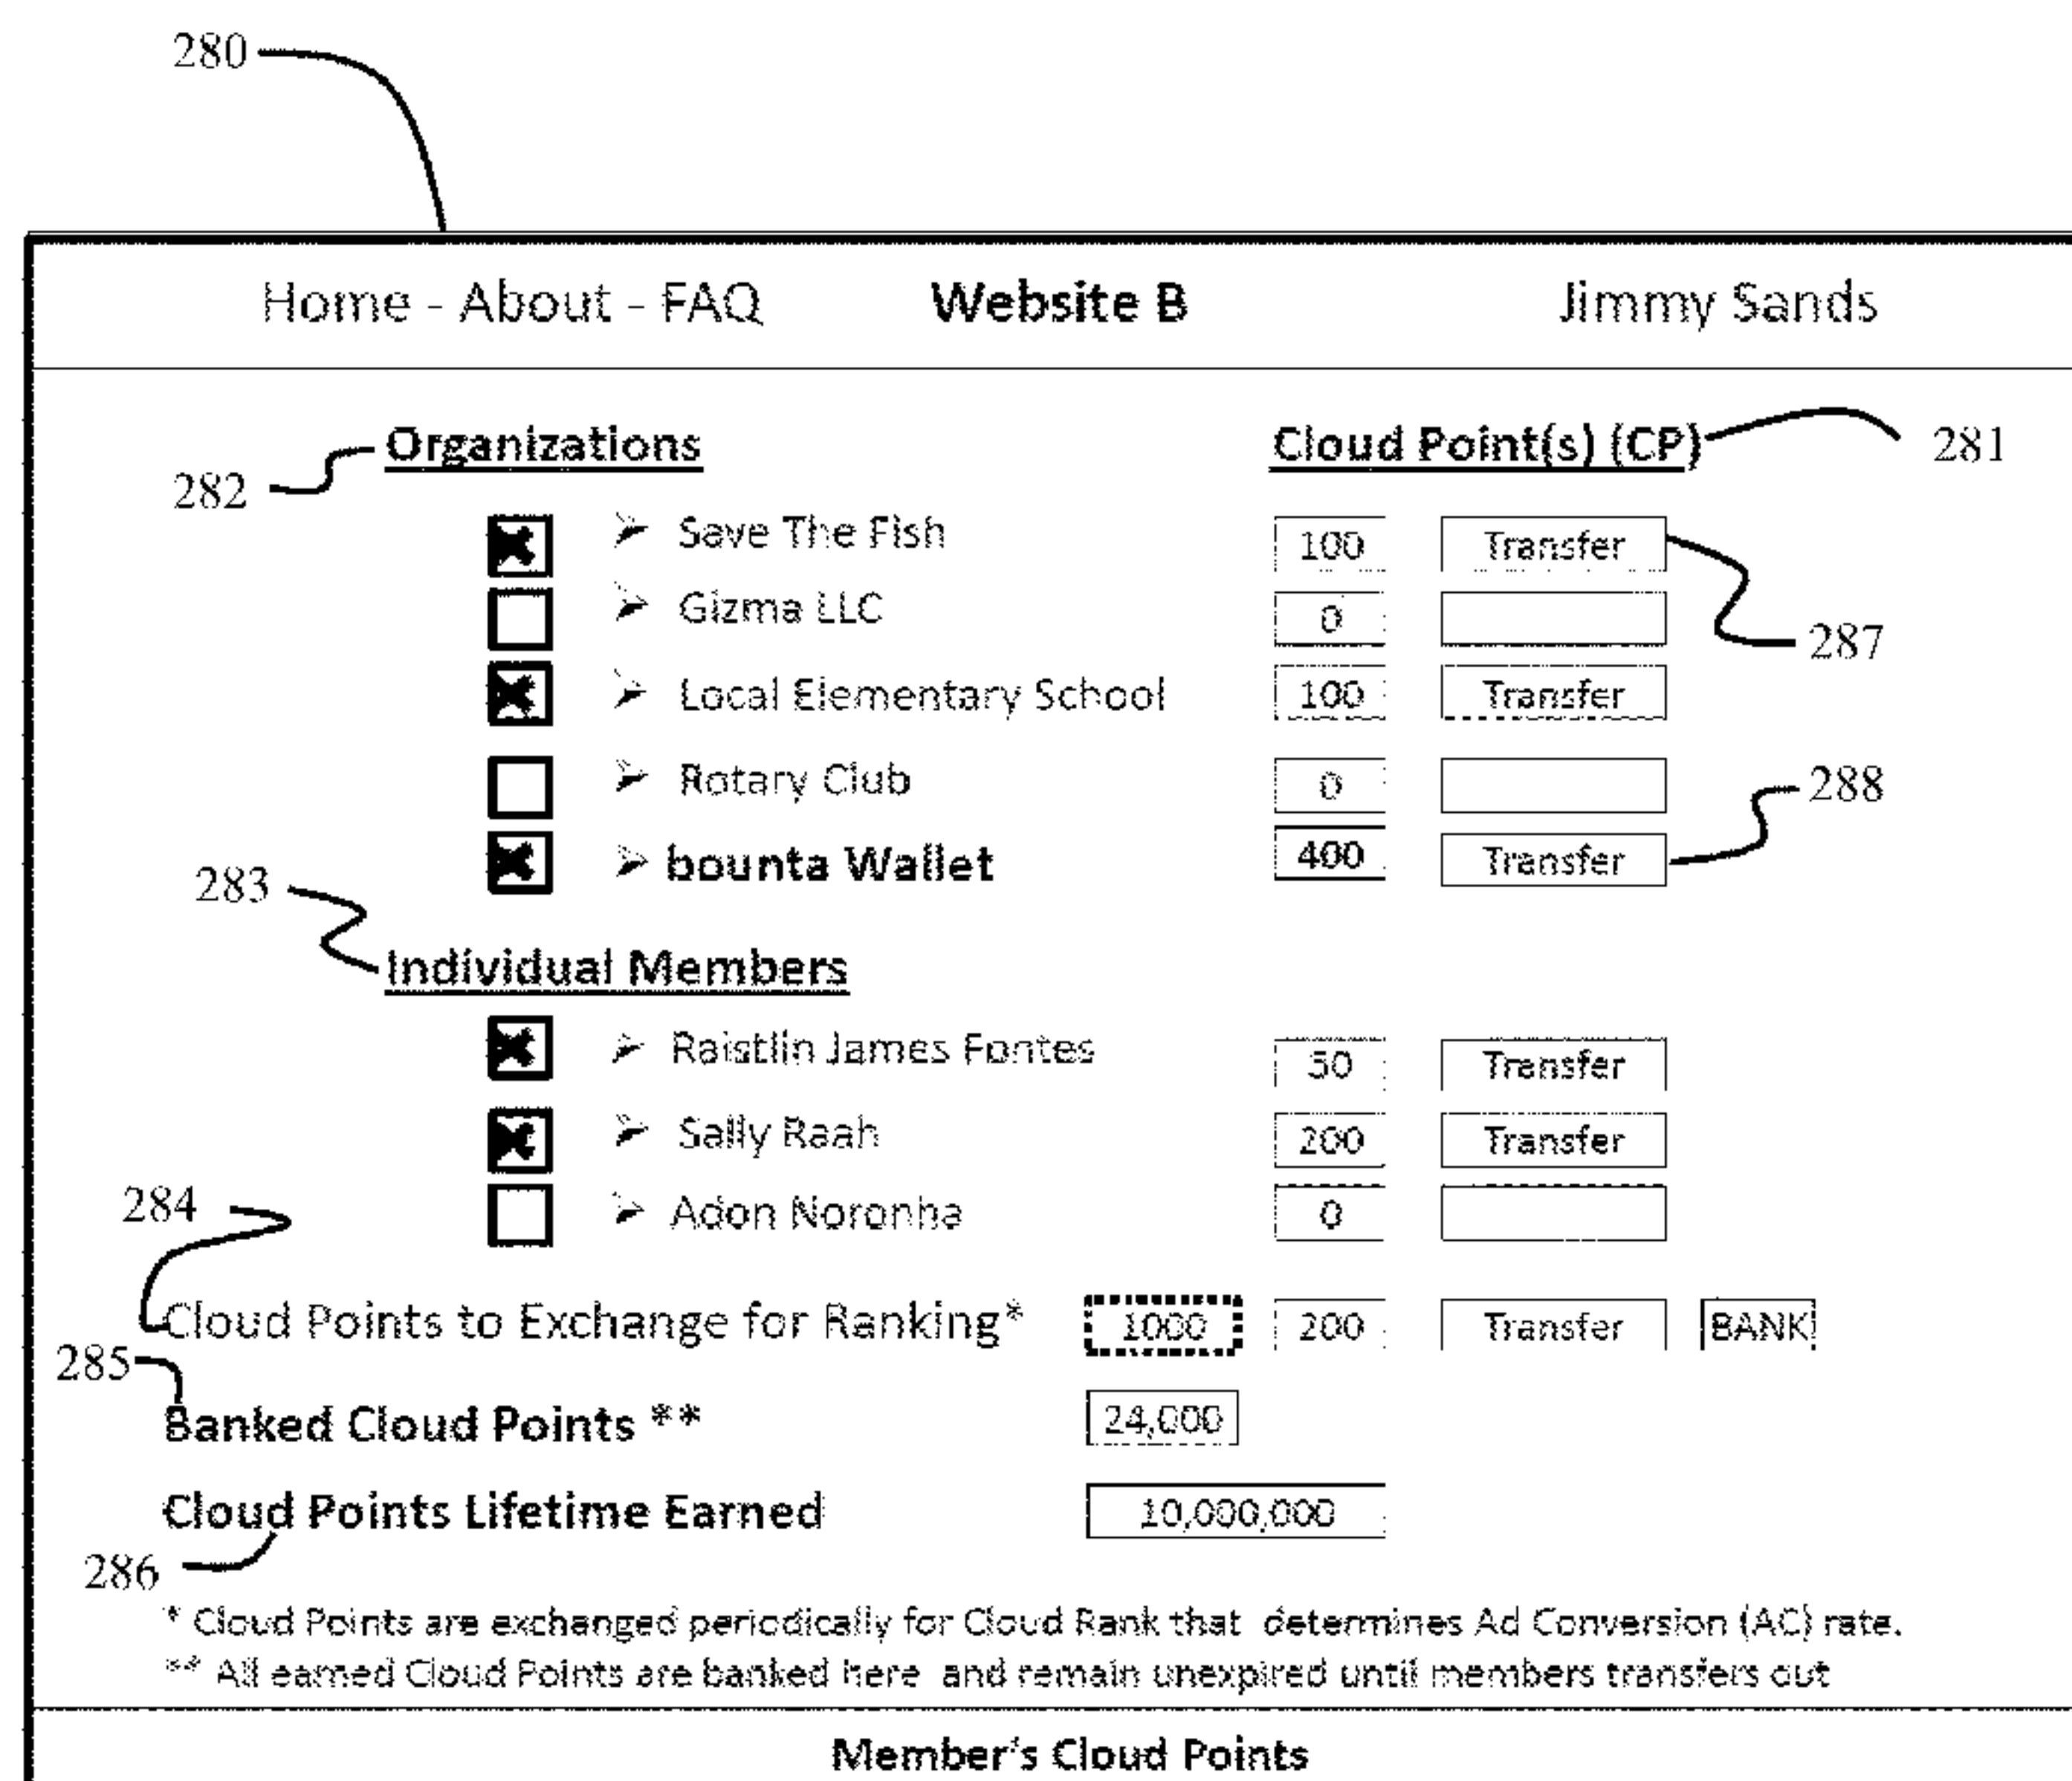 280
Home - About - FAQ Website B Jimmy Sands
Organizations Cloud Point(s) (CP) 281
282
Save The Fish 100 Transfer
Gizma LLC 0
287
Local Elementary School 100 Transfer
Rotary Club 0 288
bounta Wallet 400 Transfer
283
Individual Members
Raistlin James Fontes 50 Transfer
Sally Raah 200 Transfer
284
Adon Noronha 0
Cloud Points to Exchange for Ranking* 1000 200 Transfer BANK
285
Banked Cloud Points ** 24,000
Cloud Points Lifetime Earned 10,000,000
286
* Cloud Points are exchanged periodically for Cloud Rank that determines Ad Conversion (AC) rate.
** All earned Cloud Points are banked here and remain unexpired until members transfers out
Member's Cloud Points